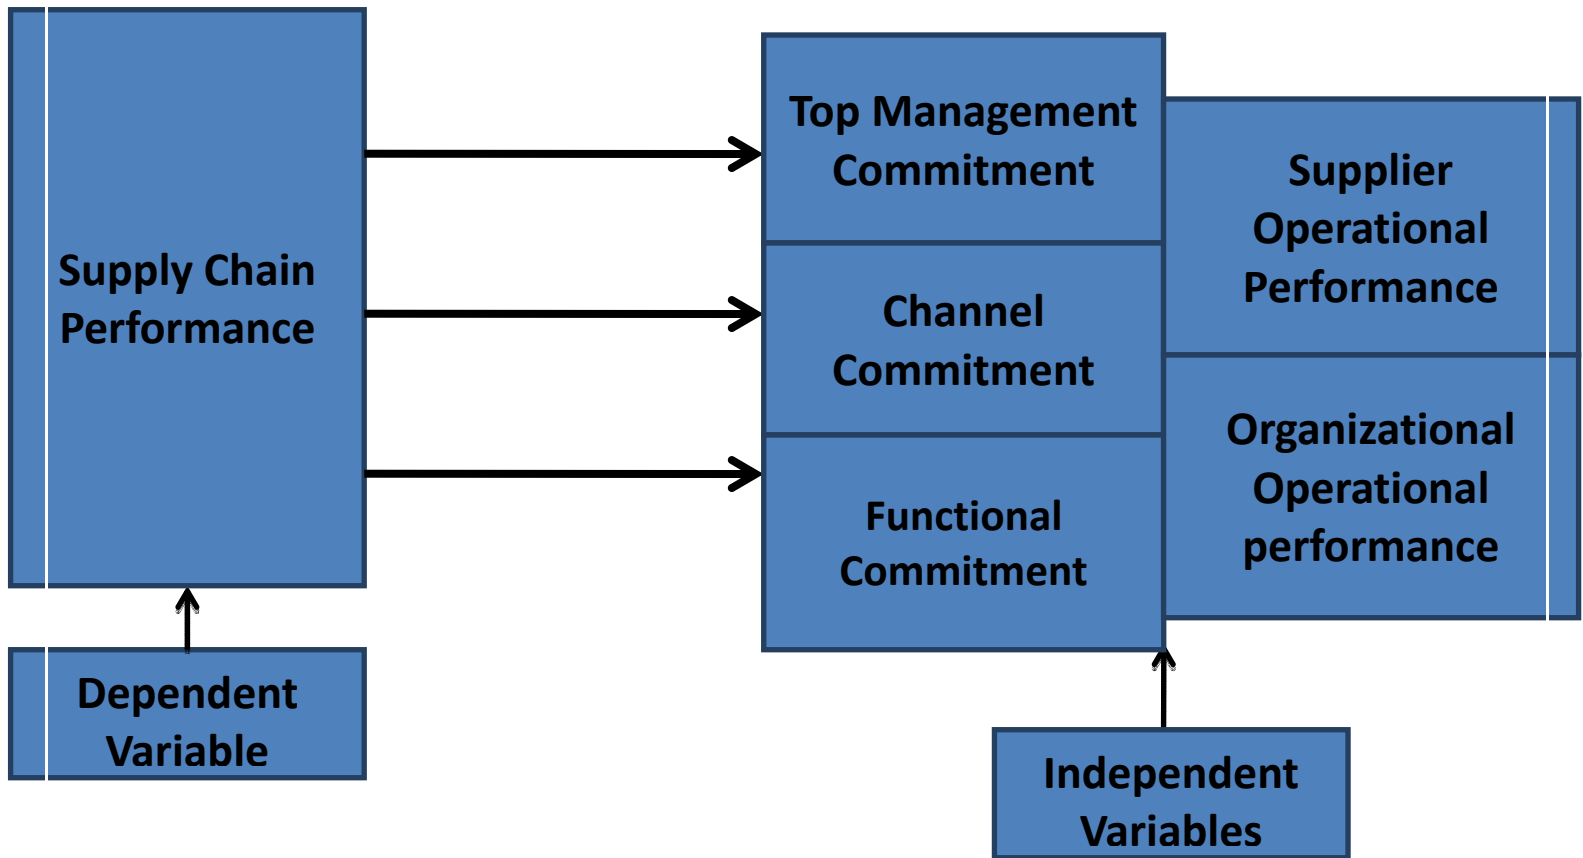 Supply Chain
Performance
Top Management
Commitment
Channel
Commitment
Functional
Commitment
Supplier
Operational
Performance
Organizational
Operational
performance
Dependent
Variable
Independent
Variables